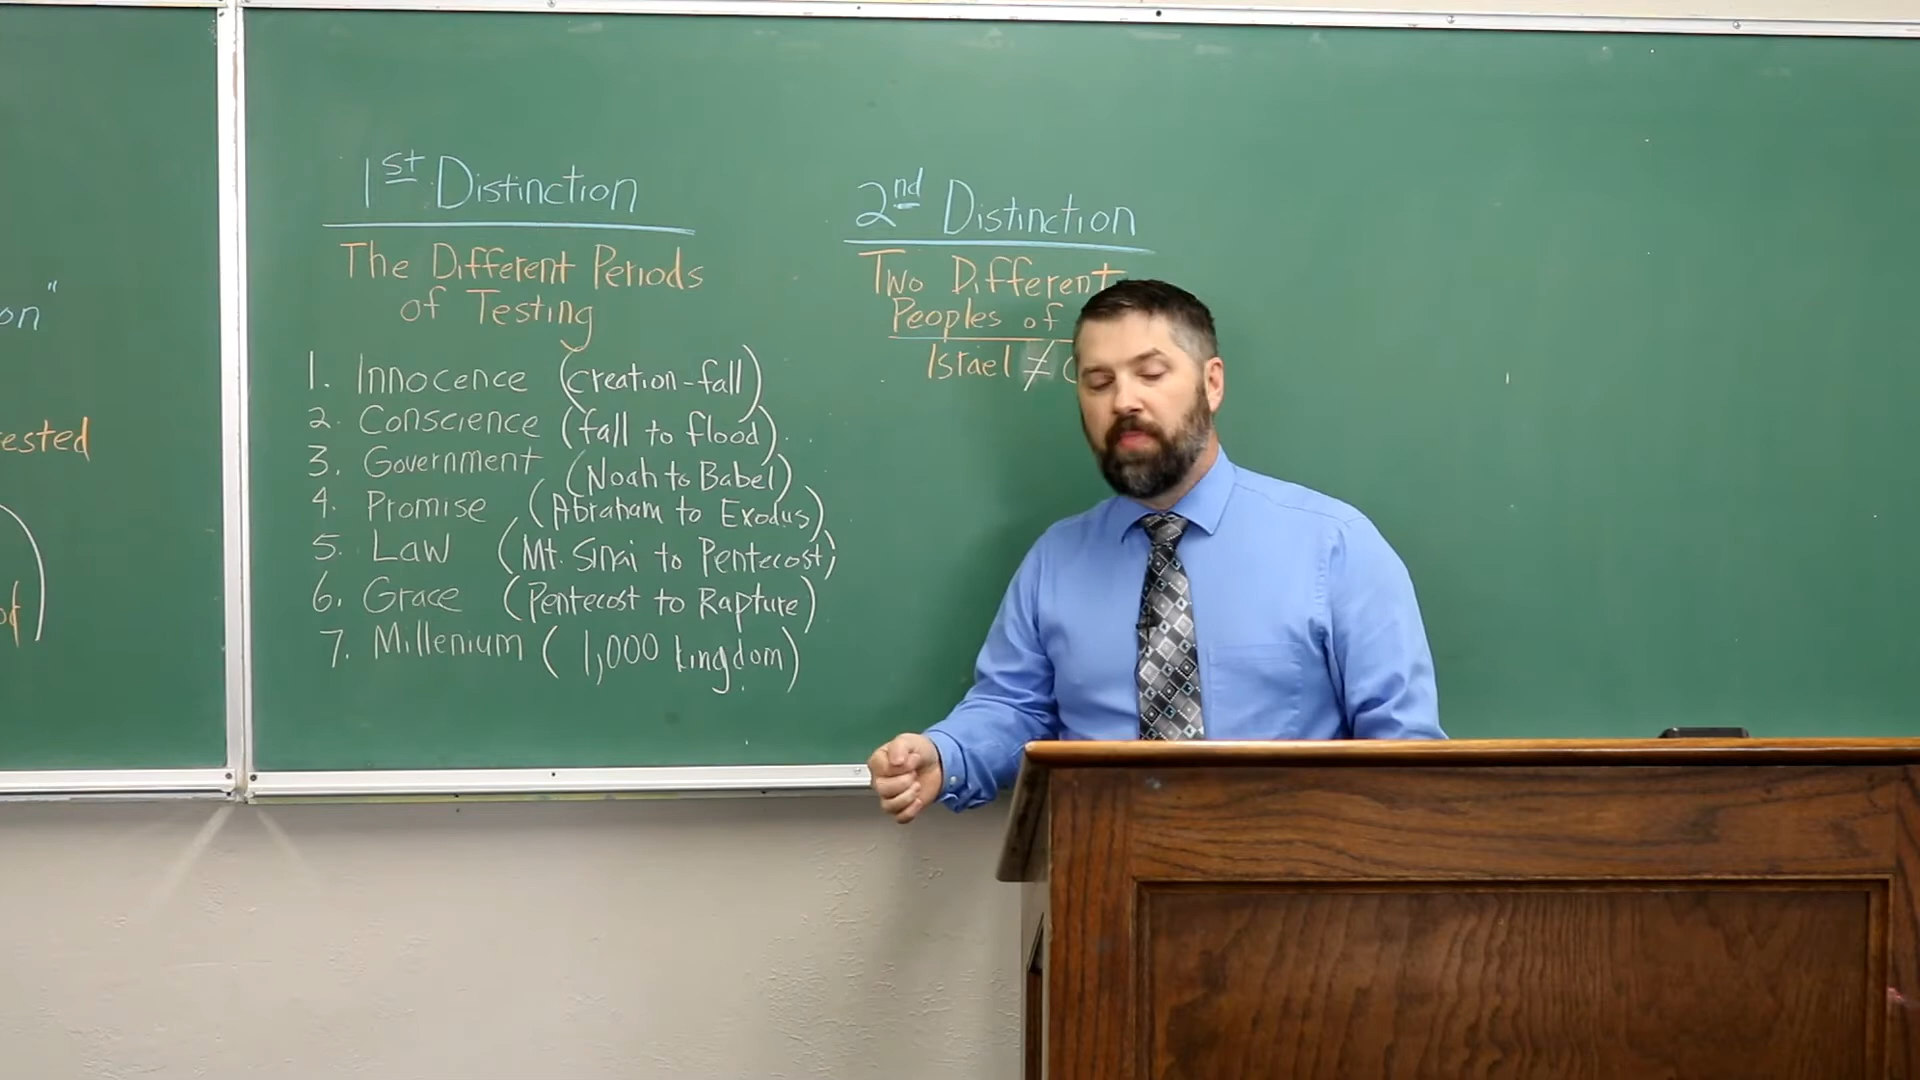 on"
ested
1st Distinction
The Different Periods
of Testing
1. Innocence (creation-fall)
2. Conscience (fall to flood)
3. Government (Noah to Babel)
4. Promise (Abraham to Exodus)
5. Law (Mt. Sinai to Pentecost)
6. Grace (Pentecost to Rapture)
7. Millenium (1,000 kingdom)
2nd Distinction
Two Different
Peoples of
Israel ≠